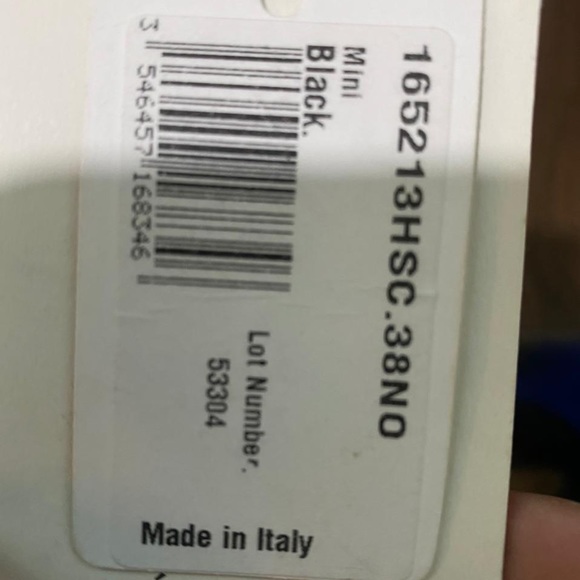 165213HSC.38NO
Mini
Black.
3 546457 168346
Lot Number.
53304
Made in Italy